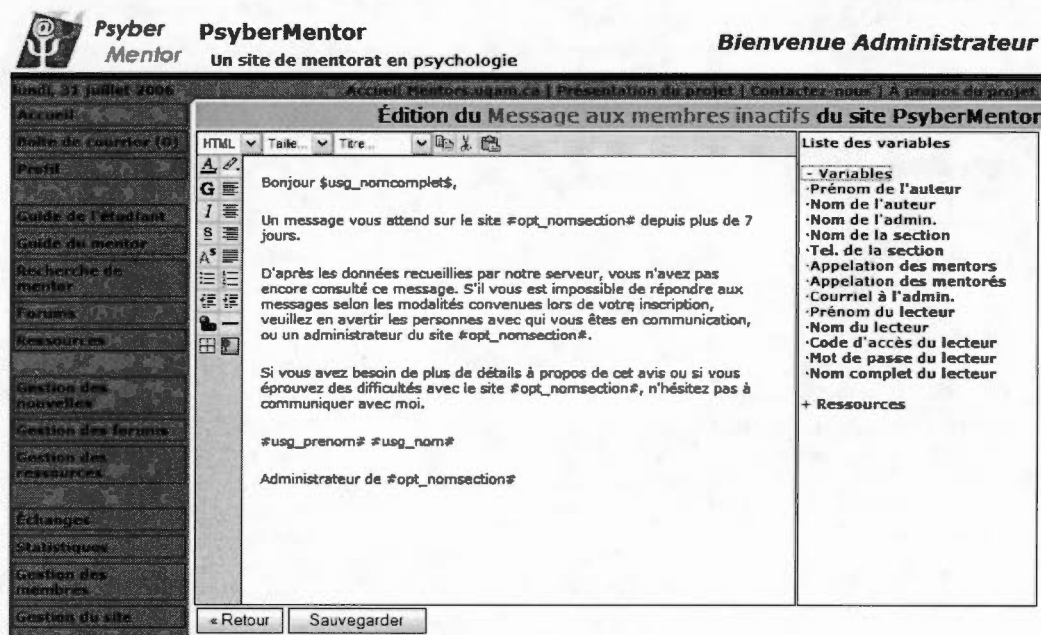 Psyber
Mentor
PsyberMentor
Un site de mentorat en psychologie
Bienvenue Administrateur
lundi, 31 juillet 2006
Accueil Mentors.uqam.ca | Présentation du projet | Contactez-nous | À propos du projet
Accueil
Boîte de courrier (0)
Profil
Guide de l'étudiant
Guide du mentor
Recherche de
mentor
Forums
Ressources
Gestion des
nouvelles
Gestion des forums
Gestion des
ressources
Échanges
Statistiques
Gestion des
membres
Gestion du site
Édition du Message aux membres inactifs du site PsyberMentor
HTML Taille... Titre...
Bonjour $usg_nomcomplet$,
Un message vous attend sur le site #opt_nomsection# depuis plus de 7
jours.
D'après les données recueillies par notre serveur, vous n'avez pas
encore consulté ce message. S'il vous est impossible de répondre aux
messages selon les modalités convenues lors de votre inscription,
veuillez en avertir les personnes avec qui vous êtes en communication,
ou un administrateur du site #opt_nomsection#.
Si vous avez besoin de plus de détails à propos de cet avis ou si vous
éprouvez des difficultés avec le site #opt_nomsection#, n'hésitez pas à
communiquer avec moi.
#usg_prenom# #usg_nom#
Administrateur de #opt_nomsection#
Liste des variables
- Variables
·Prénom de l'auteur
·Nom de l'auteur
·Nom de l'admin.
·Nom de la section
·Tel. de la section
·Appelation des mentors
·Appelation des mentorés
·Courriel à l'admin.
·Prénom du lecteur
·Nom du lecteur
·Code d'accès du lecteur
·Mot de passe du lecteur
·Nom complet du lecteur
+ Ressources
« Retour
Sauvegarder